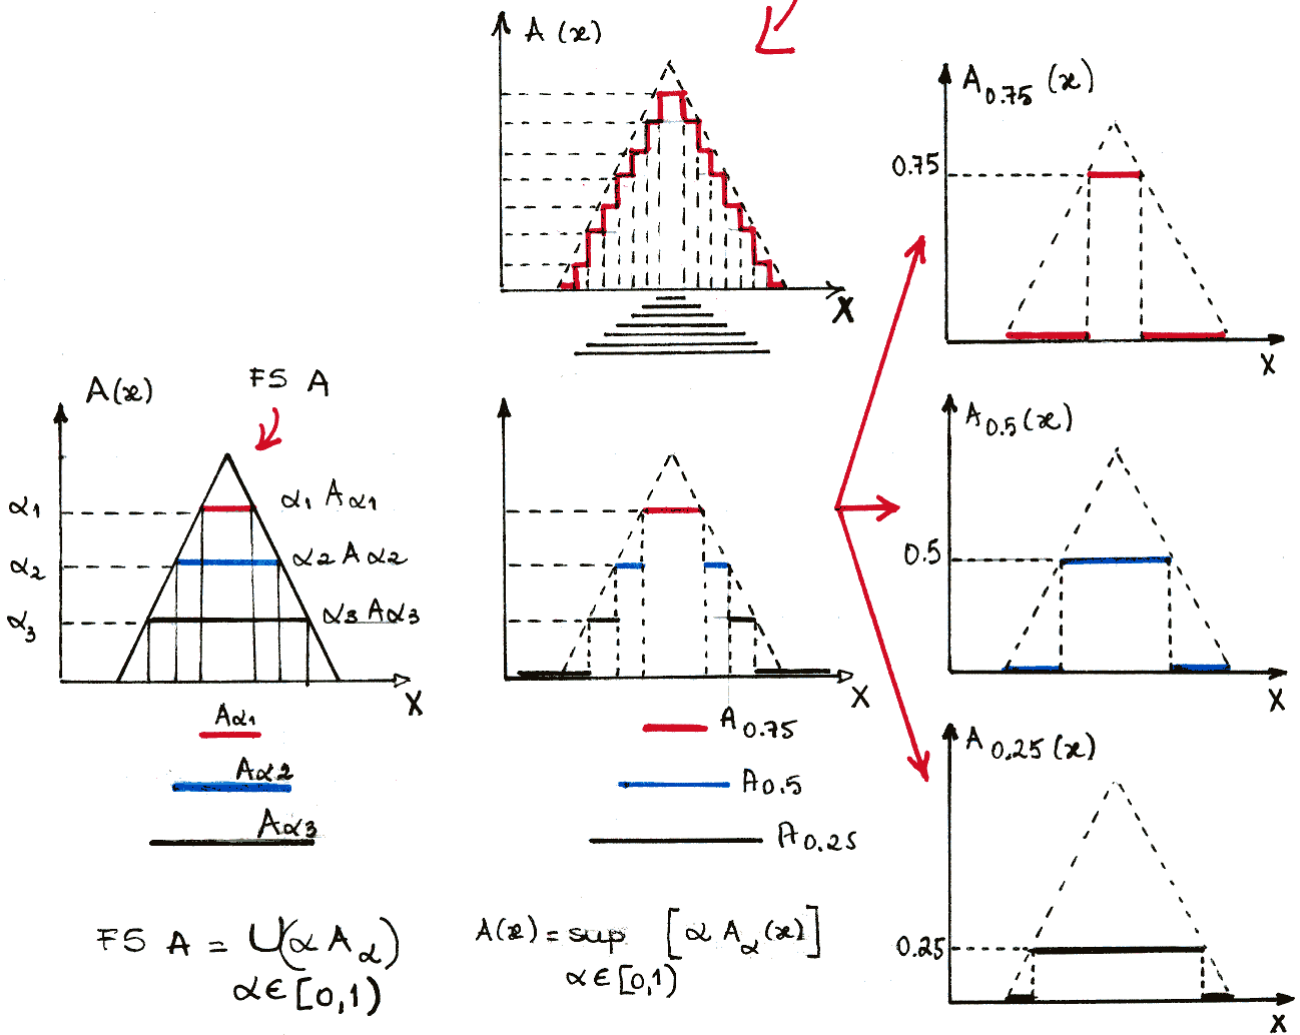 A (x)
X
A0.75 (x)
0.75
X
A(x)
FS A
α1
α1 Aα1
α2
α2 Aα2
α3
α3 Aα3
X
Aα1
Aα2
Aα3
X
A0.75
A0.5
A0.25
A0.5(x)
0.5
X
A0.25(x)
0.25
X
FS A = U(α Aα)
α∈[0,1)
A(x) = sup [α Aα(x)]
α∈[0,1)